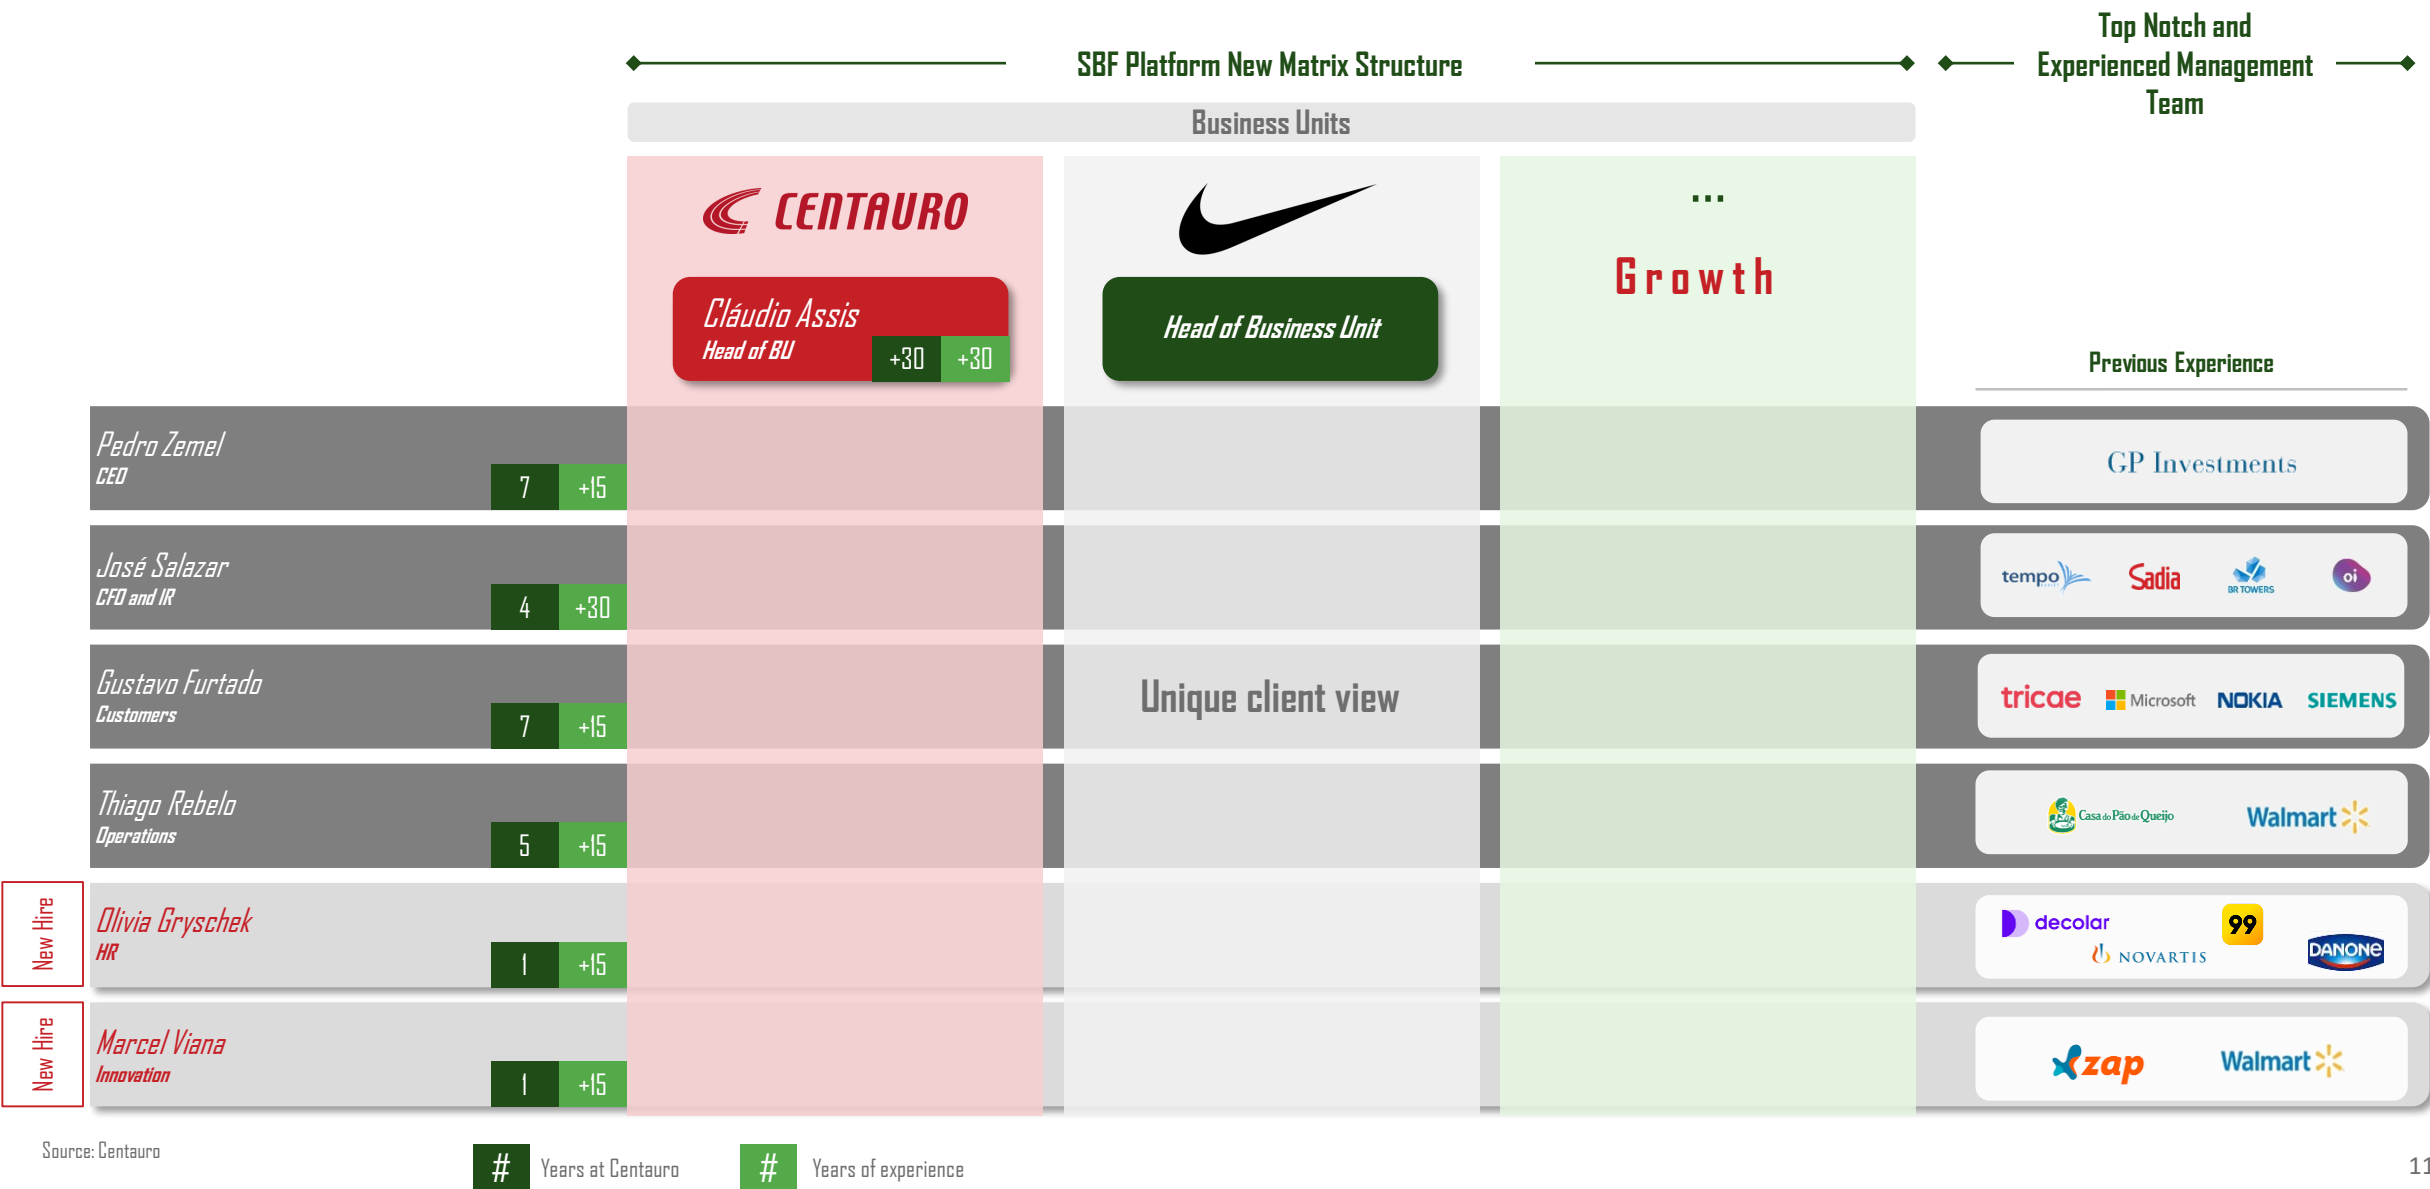 SBF Platform New Matrix Structure
Top Notch and
Experienced Management
Team
Business Units
CENTAURO
...
Growth
Cláudio Assis
Head of BU
+30
+30
Head of Business Unit
Previous Experience
Pedro Zemel
CEO
7
+15
GP Investments
José Salazar
CFO and IR
4
+30
tempo
Sadia
BR TOWERS
oi
Gustavo Furtado
Customers
7
+15
Unique client view
tricae
Microsoft
NOKIA
SIEMENS
Thiago Rebelo
Operations
5
+15
Casa do Pão de Queijo
Walmart
New Hire
Olivia Gryschek
HR
1
+15
decolar
99
NOVARTIS
DANONE
New Hire
Marcel Viana
Innovation
1
+15
zap
Walmart
Source: Centauro
# Years at Centauro
# Years of experience
11